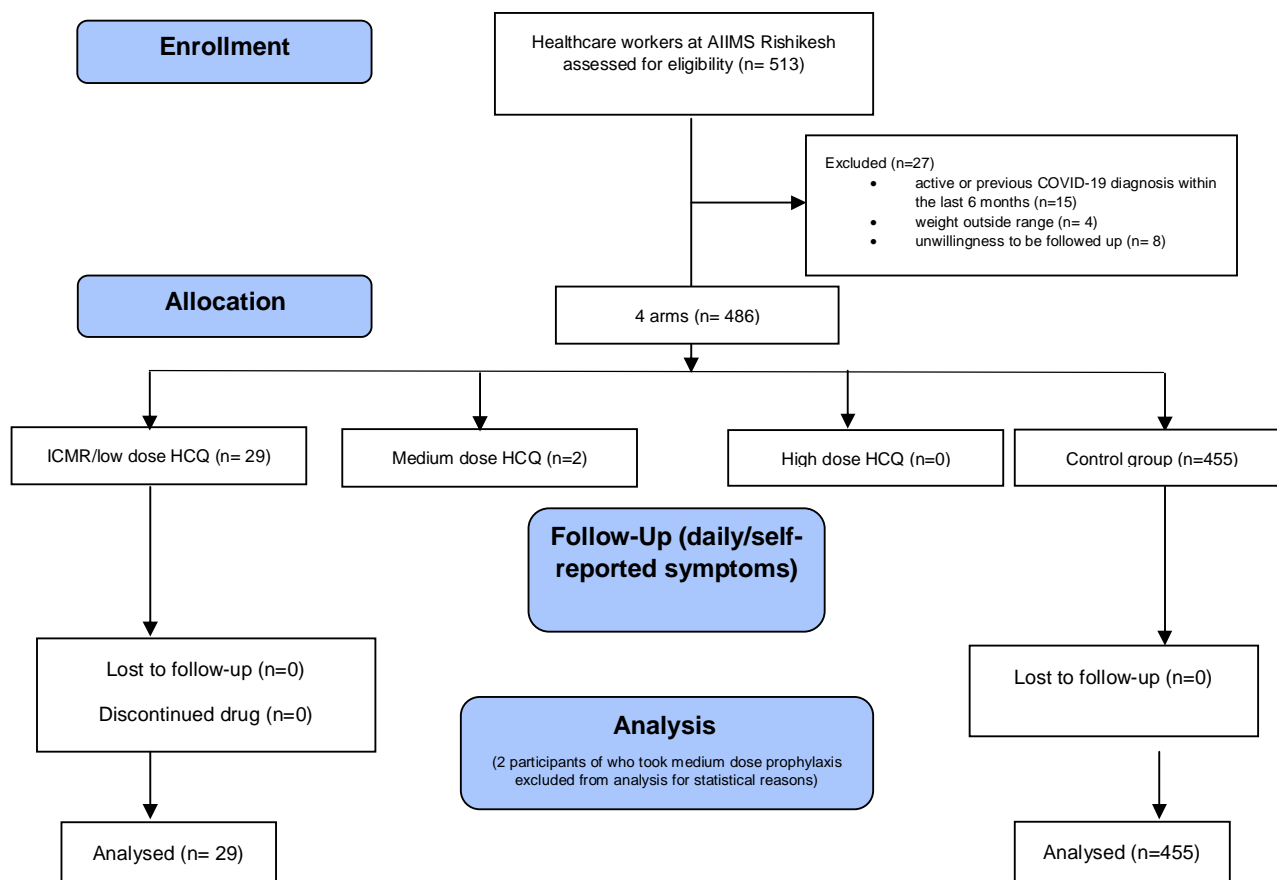 Enrollment
Healthcare workers at AIIMS Rishikesh
assessed for eligibility (n= 513)
Excluded (n=27)
• active or previous COVID-19 diagnosis within
the last 6 months (n=15)
• weight outside range (n= 4)
• unwillingness to be followed up (n= 8)
Allocation
4 arms (n= 486)
ICMR/low dose HCQ (n= 29)
Medium dose HCQ (n=2)
High dose HCQ (n=0)
Control group (n=455)
Follow-Up (daily/self-
reported symptoms)
Lost to follow-up (n=0)
Discontinued drug (n=0)
Lost to follow-up (n=0)
Analysis
(2 participants of who took medium dose prophylaxis
excluded from analysis for statistical reasons)
Analysed (n= 29)
Analysed (n=455)